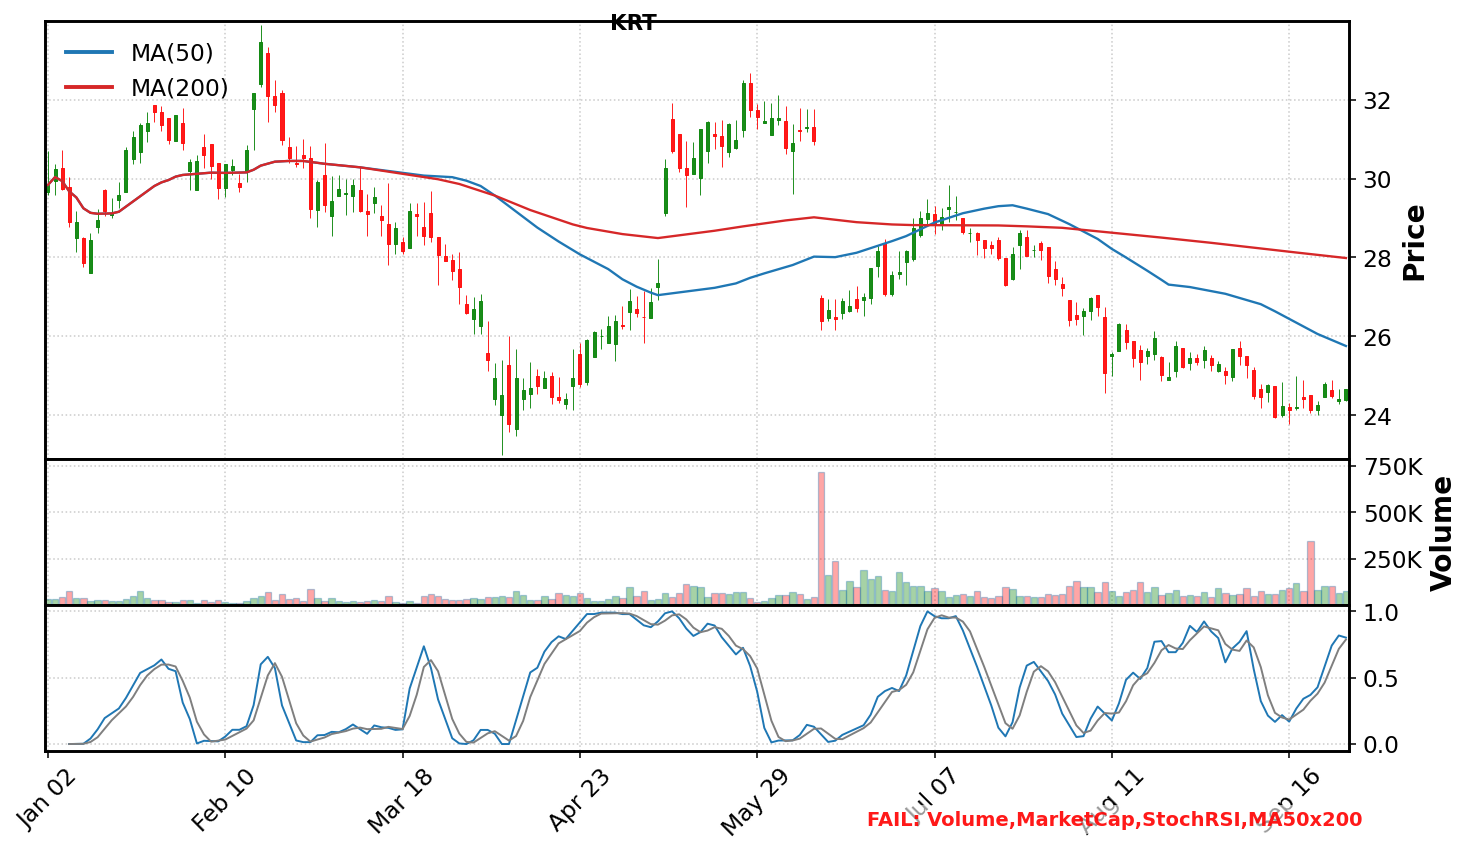 KRT
MA(50)
MA(200)
32
30
28
26
24
Price
750K
500K
250K
Volume
1.0
0.5
0.0
Jan 02
Feb 10
Mar 18
Apr 23
May 29
Jul 07
Aug 11
Sep 16
FAIL: Volume,MarketCap,StochRSI,MA50x200